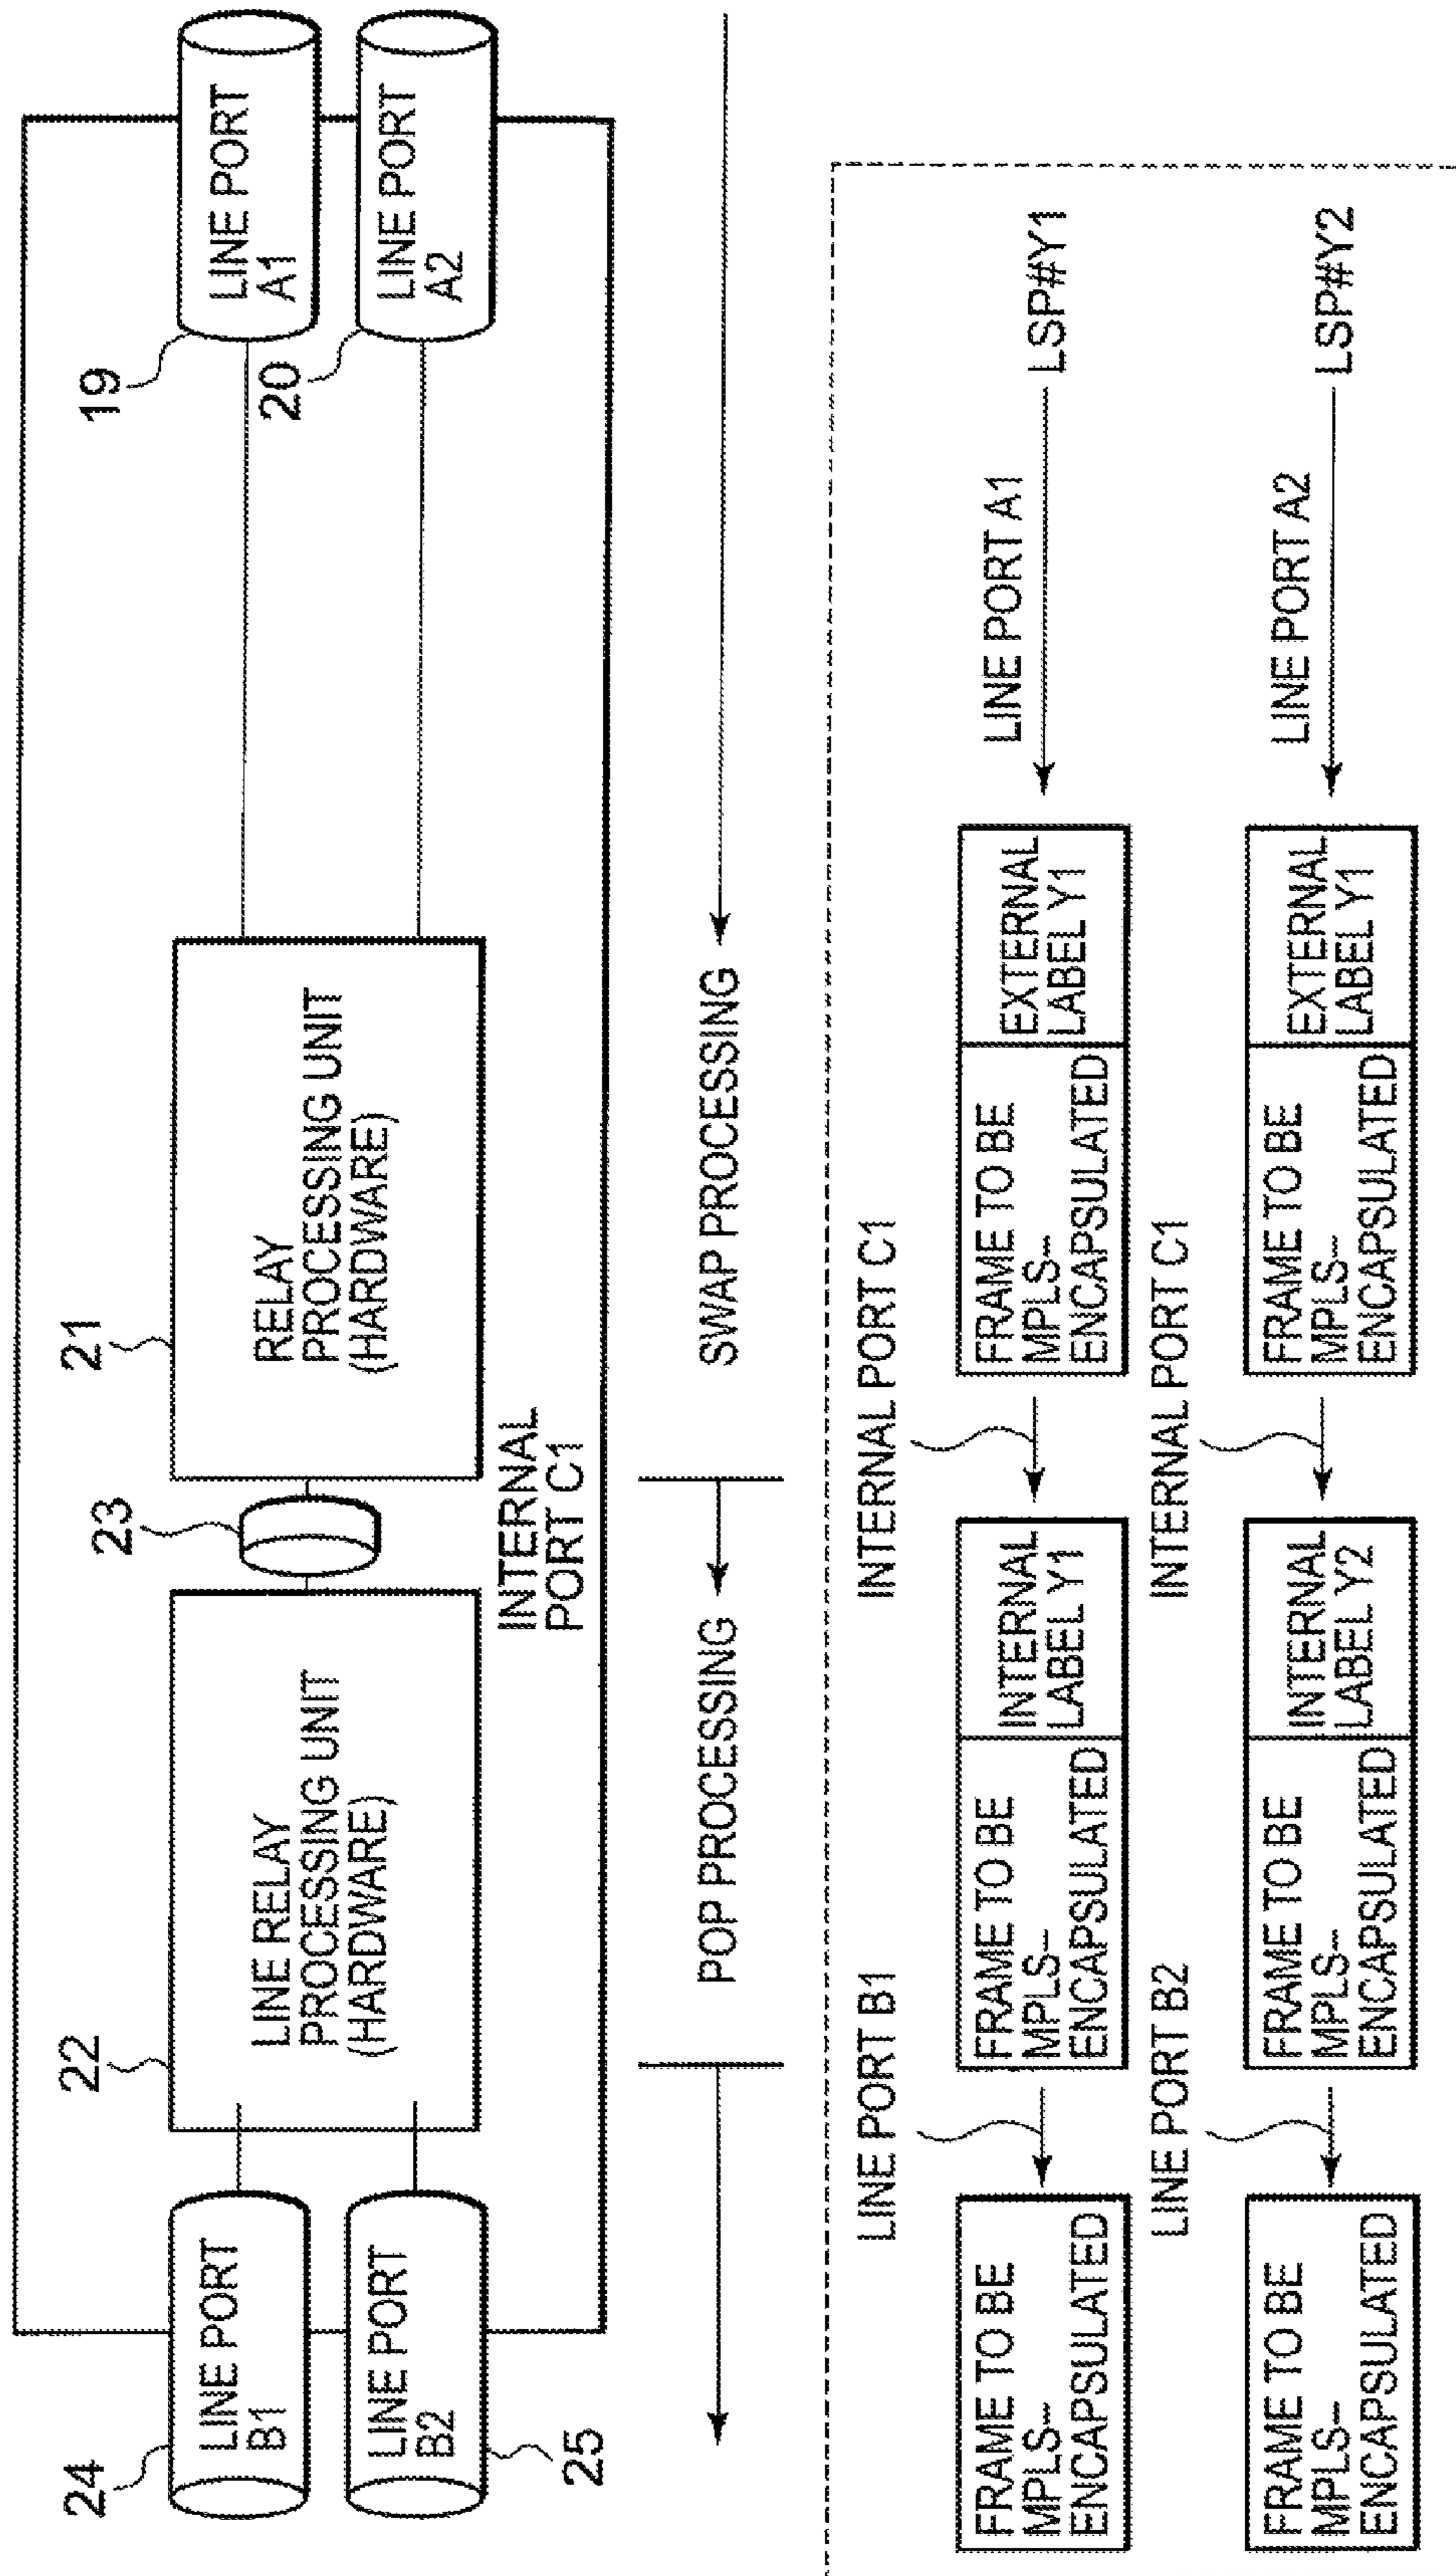 24
LINE PORT
B1
LINE PORT
B2
25
22
LINE RELAY
PROCESSING UNIT
(HARDWARE)
23
INTERNAL
PORT C1
21
RELAY
PROCESSING UNIT
(HARDWARE)
19
20
LINE PORT
A1
LINE PORT
A2
POP PROCESSING
SWAP PROCESSING
LINE PORT B1
INTERNAL PORT C1
FRAME TO BE
MPLS-
ENCAPSULATED
FRAME TO BE
MPLS-
ENCAPSULATED
INTERNAL
LABEL Y1
FRAME TO BE
MPLS-
ENCAPSULATED
EXTERNAL
LABEL Y1
LINE PORT A1
LSP#Y1
LINE PORT B2
INTERNAL PORT C1
FRAME TO BE
MPLS-
ENCAPSULATED
FRAME TO BE
MPLS-
ENCAPSULATED
INTERNAL
LABEL Y2
FRAME TO BE
MPLS-
ENCAPSULATED
EXTERNAL
LABEL Y1
LINE PORT A2
LSP#Y2